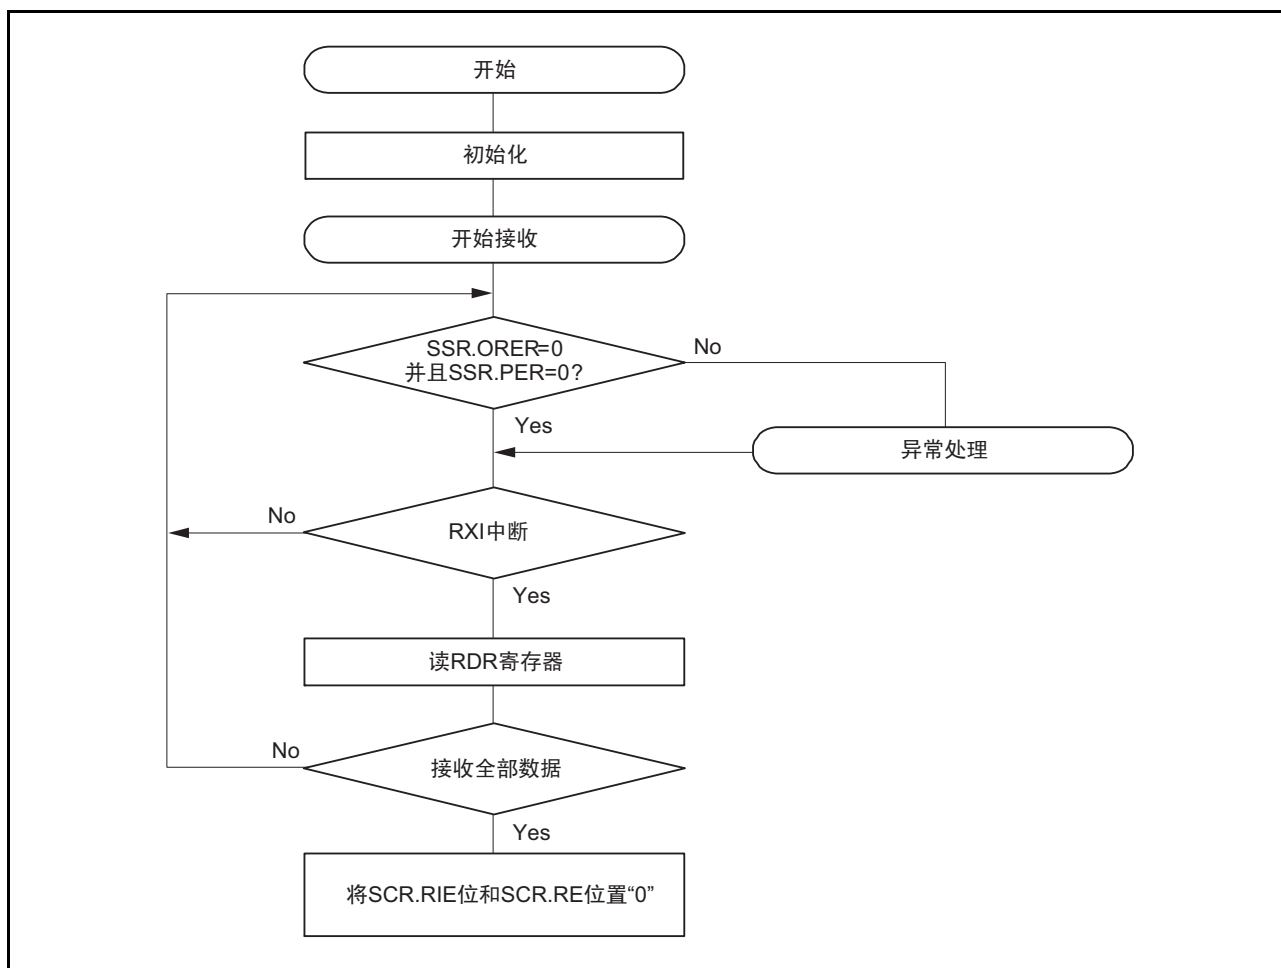 开始
初始化
开始接收
SSR.ORER=0
并且SSR.PER=0?
No
Yes
异常处理
No
RXI中断
Yes
读RDR寄存器
No
接收全部数据
Yes
将SCR.RIE位和SCR.RE位置“0”